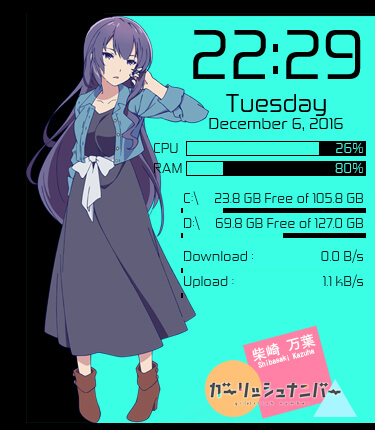 22:29
Tuesday
December 6, 2016
CPU 26%
RAM 80%
C:\ 23.8 GB Free of 105.8 GB
D:\ 69.8 GB Free of 127.0 GB
Download : 0.0 B/s
Upload : 1.1 kB/s
柴崎 万葉
Shibasaki Kazuha
ガーリッシュナンバー